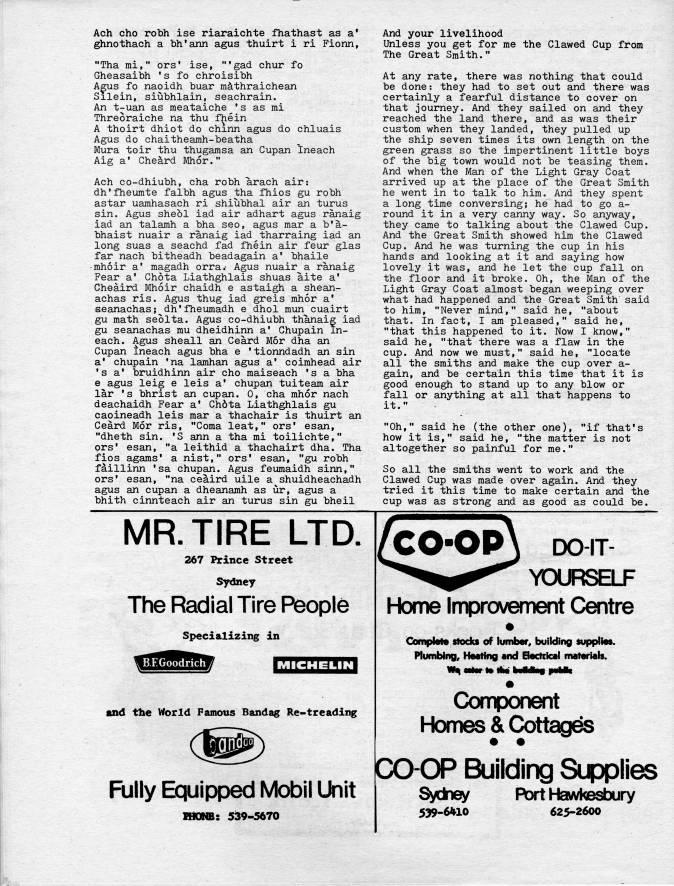 Ach cho robh ise riaraichte fhathast as a'
ghnothach a bh'ann agus thuirt i ri Fionn,
"Tha mi," ors' ise, "'gad chur fo
Gheasaibh 's fo chroisibh
Agus fo naoidh buar màthraichean
Sìlein, siùbhlain, seachrain.
An t-uan as meataiche 's as mi
Threòraiche na thu fhéin
A thoirt dhiot do chinn agus do chluais
Agus do chaitheamh-beatha
Mura toir thu thugamsa an Cupan Ineach
Aig a' Cheàrd Mhór."
Ach co-dhiubh, cha robh àrach air:
dh'fheumte falbh agus tha fhios gu robh
astar uamhasach ri shiùbhal air an turus
sin. Agus sheòl iad air adhart agus rànaig
iad an talamh a bha seo, agus mar a b'à-
bhaist nuair a rànaig iad tharraing iad an
long suas a seachd fad fhéin air feur glas
far nach bitheadh beadagain a' bhaile
mhóir a' magadh orra. Agus nuair a rànaig
Fear a' Chòta Liathghlais shuas àite a'
Cheàird Mhóir chaidh e astaigh a shean-
achas ris. Agus thug iad greis mhór a'
seanachas; dh'fheumadh e dhol mun cuairt
gu math seòlta. Agus co-dhiubh thànaig iad
gu seanachas mu dheidhinn a' Chupain In-
each. Agus sheall an Ceàrd Mór dha an
Cupan Ineach agus bha e 'tionndadh an sin
a' chupain 'na lamhan agus a' coimhead air
's a' bruidhinn air cho maiseach 's a bha
e agus leig e leis a' chupan tuiteam air
làr 's bhrist an cupan. O, cha mhór nach
deachaidh Fear a' Chòta Liathghlais gu
caoineadh leis mar a thachair is thuirt an
Ceàrd Mór ris, "Coma leat," ors' esan,
"dheth sin. 'S ann a tha mi toilichte,"
ors' esan, "a leithid a thachairt dha. Tha
fios agams' a nist," ors' esan, "gu robh
fàillinn 'sa chupan. Agus feumaidh sinn,"
ors' esan, "na ceàird uile a shuidheachadh
agus an cupan a dheanamh as ùr, agus a
bhith cinnteach air an turus sin gu bheil
And your livelihood
Unless you get for me the Clawed Cup from
The Great Smith."
At any rate, there was nothing that could
be done: they had to set out and there was
certainly a fearful distance to cover on
that journey. And they sailed on and they
reached the land there, and as was their
custom when they landed, they pulled up
the ship seven times its own length on the
green grass so the impertinent little boys
of the big town would not be teasing them.
And when the Man of the Light Gray Coat
arrived up at the place of the Great Smith
he went in to talk to him. And they spent
a long time conversing; he had to go a-
round it in a very canny way. So anyway,
they came to talking about the Clawed Cup.
And the Great Smith showed him the Clawed
Cup. And he was turning the cup in his
hands and looking at it and saying how
lovely it was, and he let the cup fall on
the floor and it broke. Oh, the Man of the
Light Gray Coat almost began weeping over
what had happened and the Great Smith said
to him, "Never mind," said he, "about
that. In fact, I am pleased," said he,
"that this happened to it. Now I know,"
said he, "that there was a flaw in the
cup. And now we must," said he, "locate
all the smiths and make the cup over a-
gain, and be certain this time that it is
good enough to stand up to any blow or
fall or anything at all that happens to
it."
"Oh," said he (the other one), "if that's
how it is," said he, "the matter is not
altogether so painful for me."
So all the smiths went to work and the
Clawed Cup was made over again. And they
tried it this time to make certain and the
cup was as strong and as good as could be.
MR. TIRE LTD.
267 Prince Street
Sydney
The Radial Tire People
Specializing in
B.F.Goodrich
MICHELIN
and the World Famous Bandag Re-treading
bandag
Fully Equipped Mobil Unit
PHONE: 539-5670
CO-OP
DO-IT-
YOURSELF
Home Improvement Centre
Complete stocks of lumber, building supplies.
Plumbing, Heating and Electrical materials.
We cater to the building public
Component
Homes & Cottages
CO-OP Building Supplies
Sydney Port Hawkesbury
539-6410 625-2600